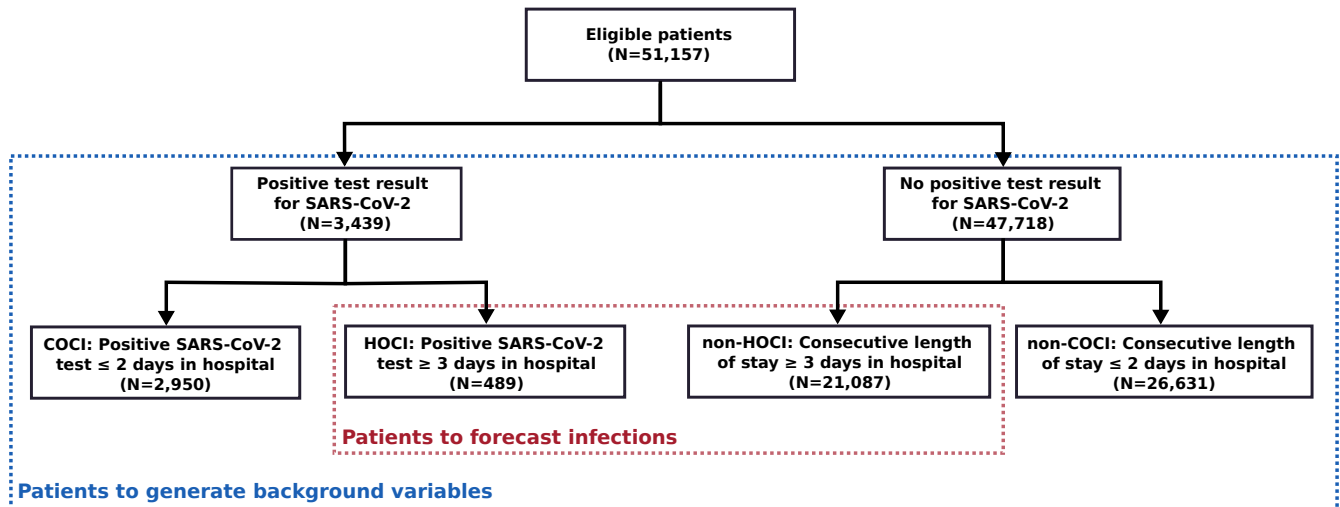 Eligible patients
(N=51,157)
Positive test result
for SARS-CoV-2
(N=3,439)
No positive test result
for SARS-CoV-2
(N=47,718)
COCI: Positive SARS-CoV-2
test ≤ 2 days in hospital
(N=2,950)
HOCI: Positive SARS-CoV-2
test ≥ 3 days in hospital
(N=489)
non-HOCI: Consecutive length
of stay ≥ 3 days in hospital
(N=21,087)
non-COCI: Consecutive length
of stay ≤ 2 days in hospital
(N=26,631)
Patients to forecast infections
Patients to generate background variables